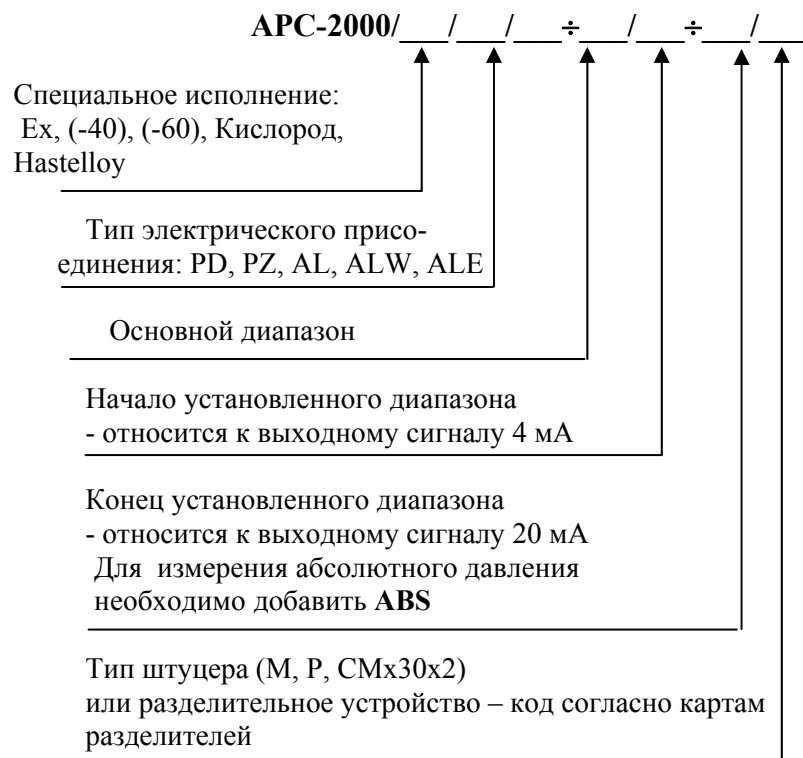 APC-2000/___/___/___÷___/___÷___/___
Специальное исполнение:
Ex, (-40), (-60), Кислород,
Hastelloy
Тип электрического присо-
единения: PD, PZ, AL, ALW, ALE
Основной диапазон
Начало установленного диапазона
- относится к выходному сигналу 4 мА
Конец установленного диапазона
- относится к выходному сигналу 20 мА
Для измерения абсолютного давления
необходимо добавить ABS
Тип штуцера (M, P, CMx30x2)
или разделительное устройство – код согласно картам
разделителей